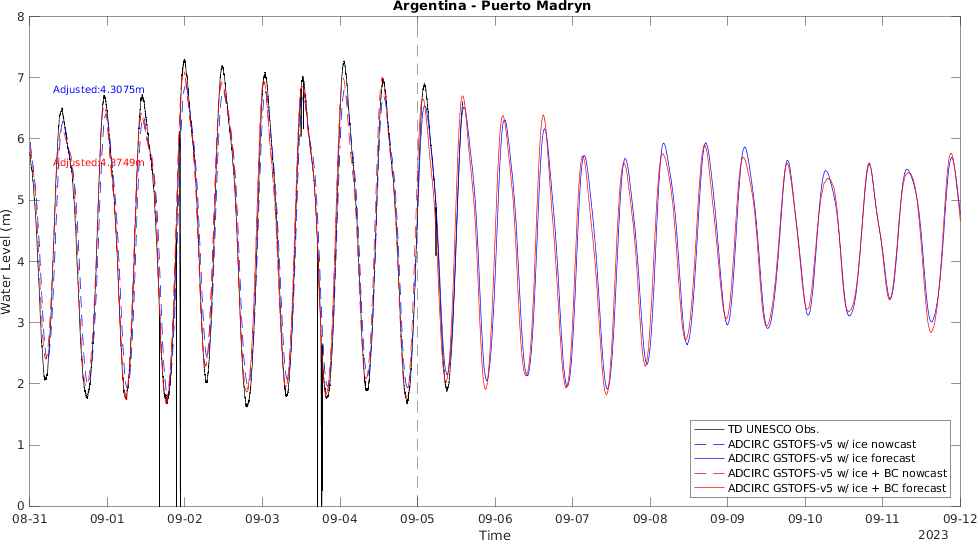 Argentina - Puerto Madryn
8
7
6
5
4
3
2
1
0
Water Level (m)
Adjusted:4.3075m
Adjusted:4.3749m
TD UNESCO Obs.
ADCIRC GSTOFS-v5 w/ ice nowcast
ADCIRC GSTOFS-v5 w/ ice forecast
ADCIRC GSTOFS-v5 w/ ice + BC nowcast
ADCIRC GSTOFS-v5 w/ ice + BC forecast
08-31 09-01 09-02 09-03 09-04 09-05 09-06 09-07 09-08 09-09 09-10 09-11 09-12
Time
2023